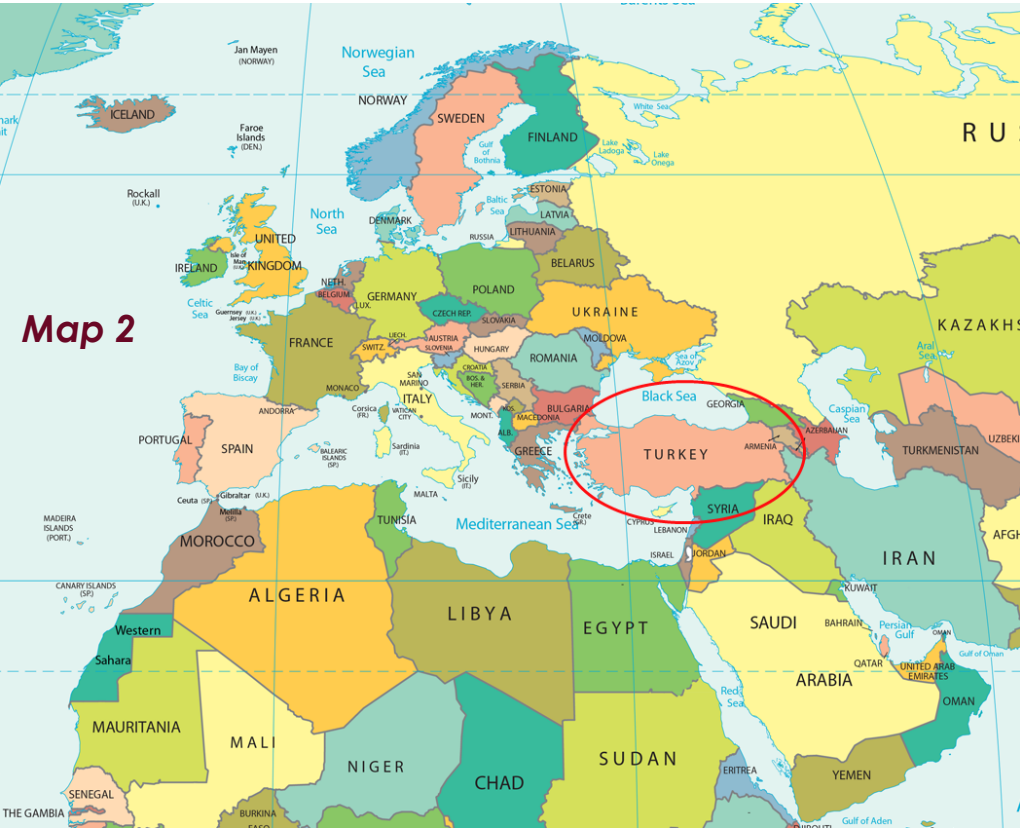 Barents Sea
Jan Mayen
(NORWAY)
Norwegian
Sea
NORWAY
ICELAND
SWEDEN
FINLAND
White Sea
RUS
Faroe
Islands
(DEN.)
Gulf
of
Bothnia
Lake
Ladoga
Lake
Onega
Rockall
(U.K.)
ESTONIA
Baltic
Sea
North
Sea
DENMARK
LATVIA
LITHUANIA
RUSSIA
UNITED
KINGDOM
Isle of
Man
(U.K.)
IRELAND
BELARUS
NETH.
BELGIUM
LUX.
GERMANY
POLAND
Celtic
Sea
Guernsey (U.K.)
Jersey (U.K.)
CZECH REP.
SLOVAKIA
UKRAINE
KAZAKHS
Map 2
FRANCE
LIECH.
SWITZ.
AUSTRIA
SLOVENIA
HUNGARY
MOLDOVA
ROMANIA
Sea of
Azov
Aral
Sea
Bay of
Biscay
CROATIA
BOS. &
HER.
SERBIA
SAN
MARINO
MONACO
ITALY
ANDORRA
Corsica
(FR.)
VATICAN
CITY
MONT.
KOS.
MACEDONIA
BULGARIA
Black Sea
GEORGIA
Caspian
Sea
PORTUGAL
SPAIN
ALB.
GREECE
TURKEY
ARMENIA
AZERBAIJAN
TURKMENISTAN
UZBEKI
BALEARIC
ISLANDS
(SP.)
Sardinia
(IT.)
Sicily
(IT.)
Ceuta (SP.)
Gibraltar (U.K.)
Melilla
(SP.)
MALTA
Crete
(GR.)
CYPRUS
LEBANON
SYRIA
IRAQ
MADEIRA
ISLANDS
(PORT.)
TUNISIA
Mediterranean Sea
MOROCCO
AFGH
ISRAEL
JORDAN
IRAN
CANARY ISLANDS
(SP.)
ALGERIA
LIBYA
EGYPT
KUWAIT
Western
Sahara
SAUDI
ARABIA
BAHRAIN
Persian
Gulf
OMAN
Gulf of Oman
QATAR
UNITED ARAB
EMIRATES
OMAN
Red
Sea
MAURITANIA
MALI
NIGER
CHAD
SUDAN
ERITREA
YEMEN
SENEGAL
THE GAMBIA
BURKINA
FASO
DJIBOUTI
Gulf of Aden